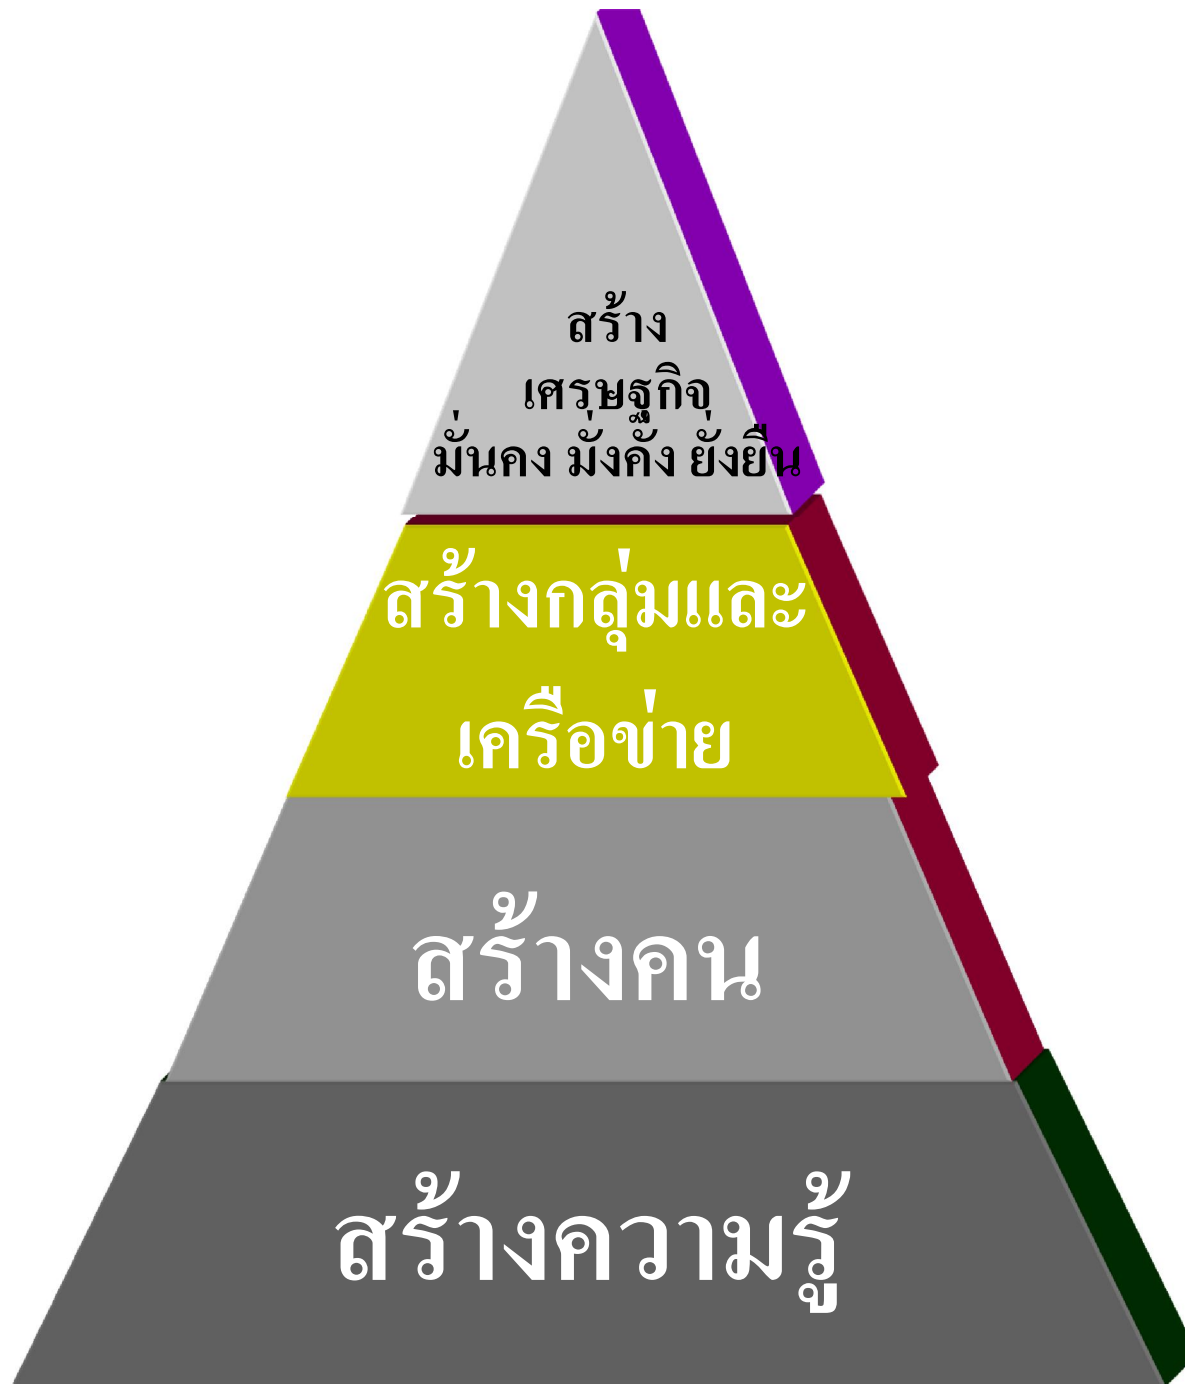 สร้าง
เศรษฐกิจ
มั่นคง มั่งคั่ง ยั่งยืน
สร้างกลุ่มและ
เครือข่าย
สร้างคน
สร้างความรู้